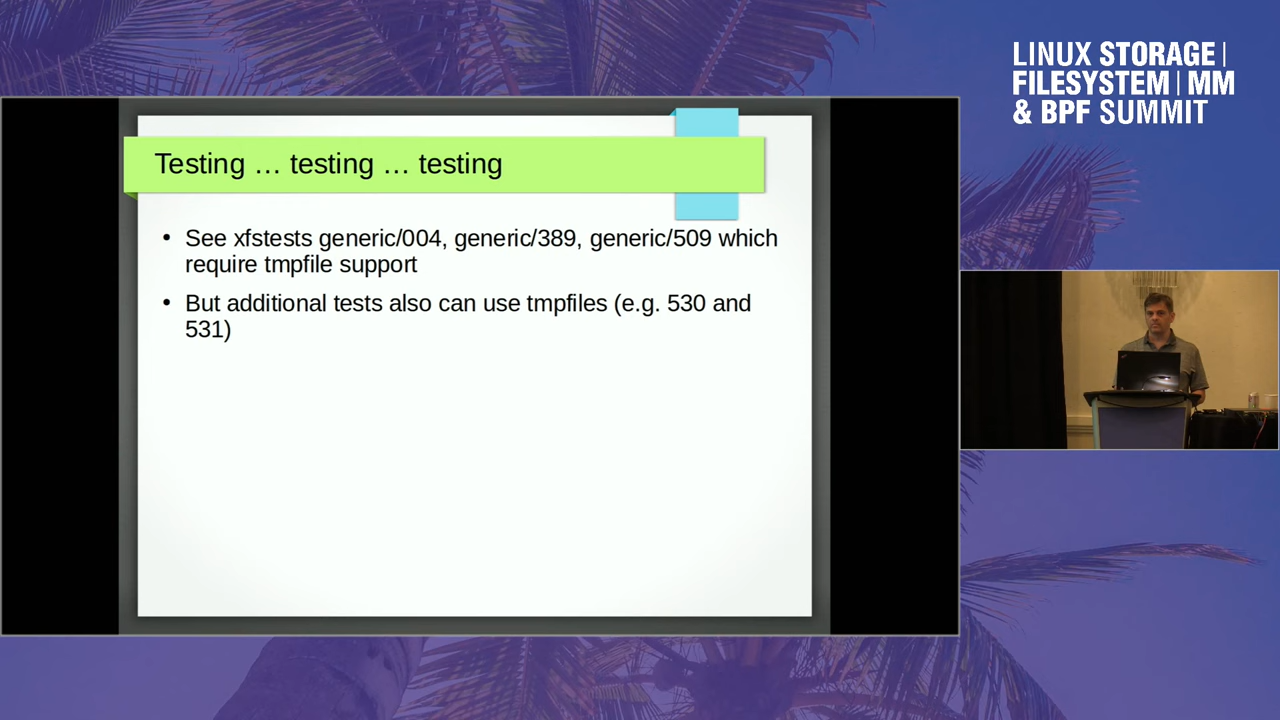 LINUX STORAGE |
FILESYSTEM | MM
& BPF SUMMIT
Testing … testing … testing
• See xfstests generic/004, generic/389, generic/509 which
require tmpfile support
• But additional tests also can use tmpfiles (e.g. 530 and
531)